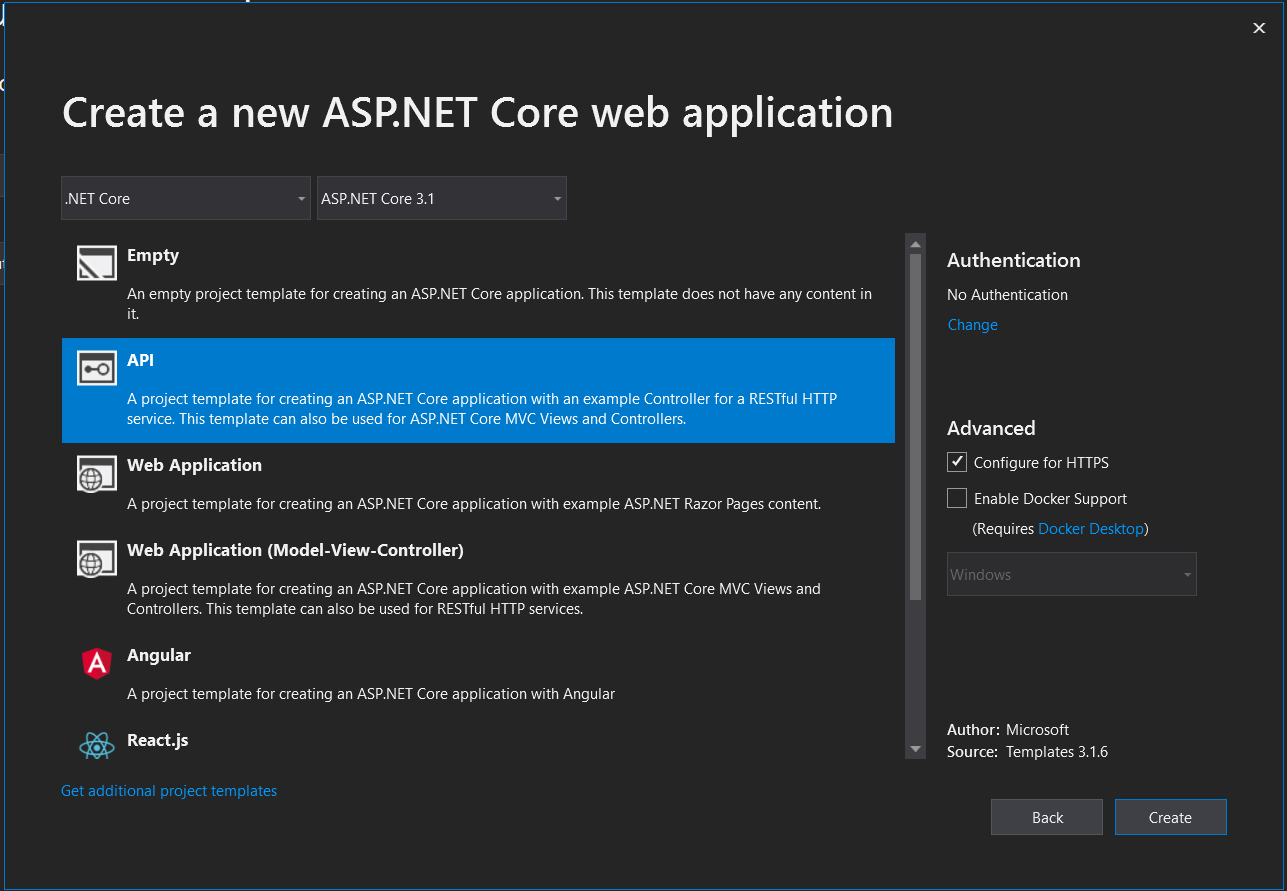 Create a new ASP.NET Core web application
.NET Core
ASP.NET Core 3.1
Empty
An empty project template for creating an ASP.NET Core application. This template does not have any content in
it.
API
A project template for creating an ASP.NET Core application with an example Controller for a RESTful HTTP
service. This template can also be used for ASP.NET Core MVC Views and Controllers.
Web Application
A project template for creating an ASP.NET Core application with example ASP.NET Razor Pages content.
Web Application (Model-View-Controller)
A project template for creating an ASP.NET Core application with example ASP.NET Core MVC Views and
Controllers. This template can also be used for RESTful HTTP services.
Angular
A project template for creating an ASP.NET Core application with Angular
React.js
Get additional project templates
Authentication
No Authentication
Change
Advanced
Configure for HTTPS
Enable Docker Support
(Requires Docker Desktop)
Windows
Author: Microsoft
Source: Templates 3.1.6
Back
Create